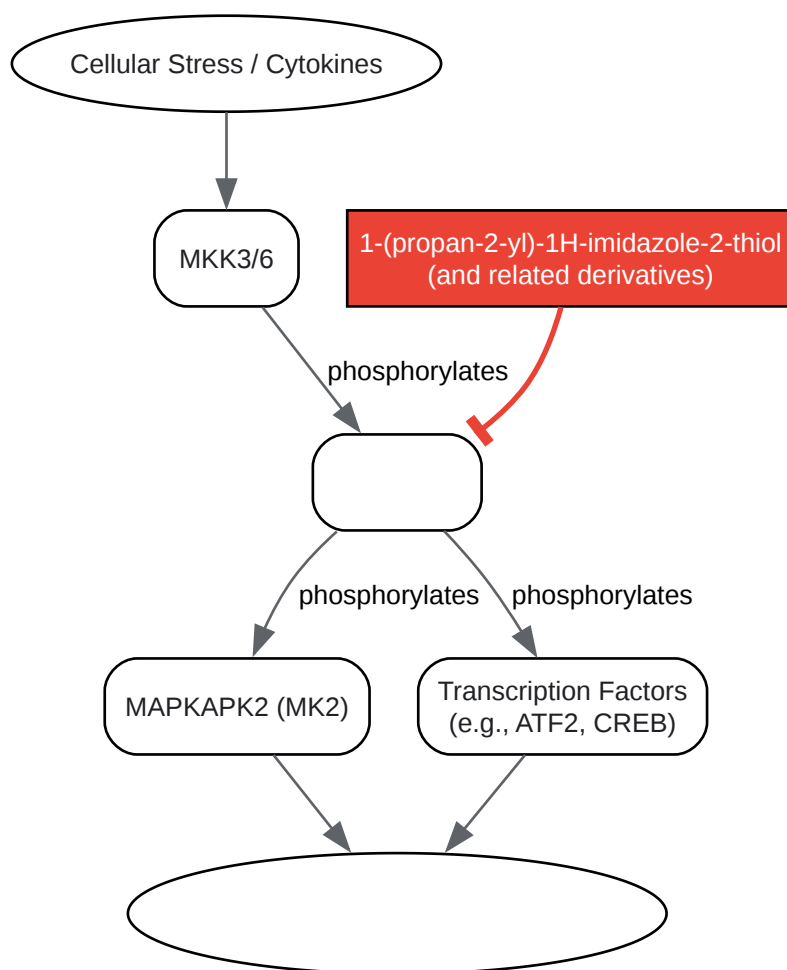 Cellular Stress / Cytokines
MKK3/6
1-(propan-2-yl)-1H-imidazole-2-thiol
(and related derivatives)
phosphorylates
phosphorylates
phosphorylates
MAPKAPK2 (MK2)
Transcription Factors
(e.g., ATF2, CREB)